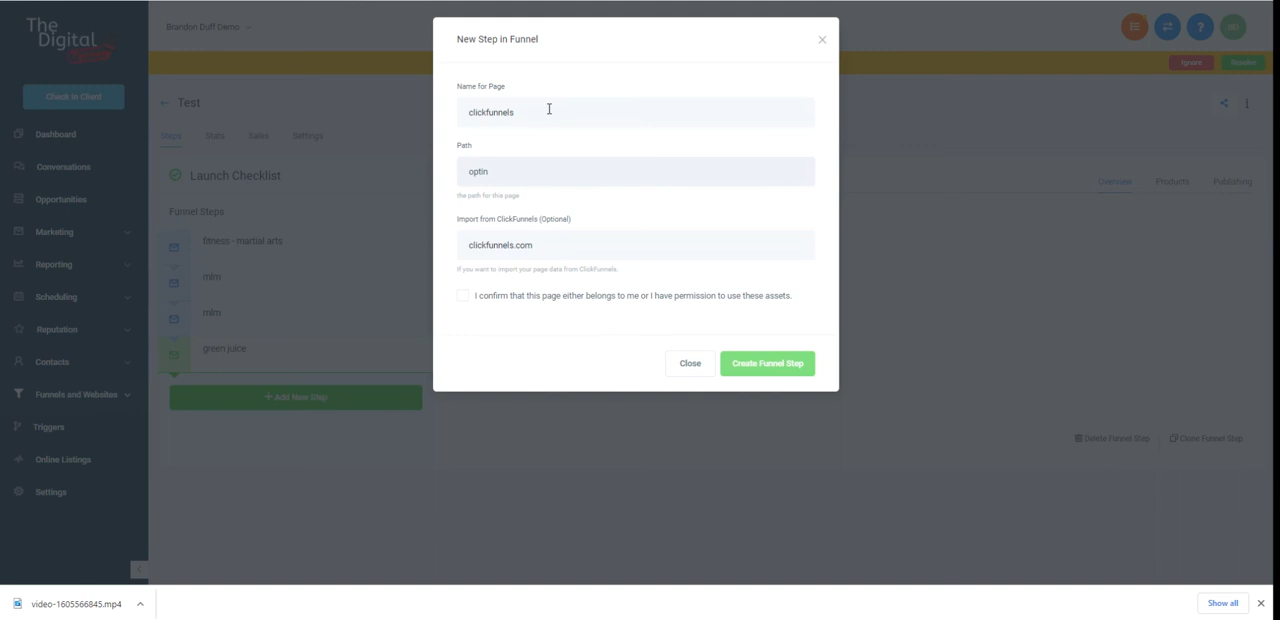 The
Digital
Brandon Duff Demo
Check In Client
Dashboard
Conversations
Opportunities
Marketing
Reporting
Scheduling
Reputation
Contacts
Funnels and Websites
Triggers
Online Listings
Settings
Ignore
?
BD
← Test
Steps Stats Sales Settings
Launch Checklist
Funnel Steps
fitness - martial arts
mlm
mlm
green juice
+ Add New Step
Overview Products Publishing
Delete Funnel Step
Clone Funnel Step
New Step in Funnel
Name for Page
clickfunnels
Path
optin
the path for this page
Import from ClickFunnels (Optional)
clickfunnels.com
If you want to import your page data from ClickFunnels.
I confirm that this page either belongs to me or I have permission to use these assets.
Close Create Funnel Step
video-1605566845.mp4
Show all